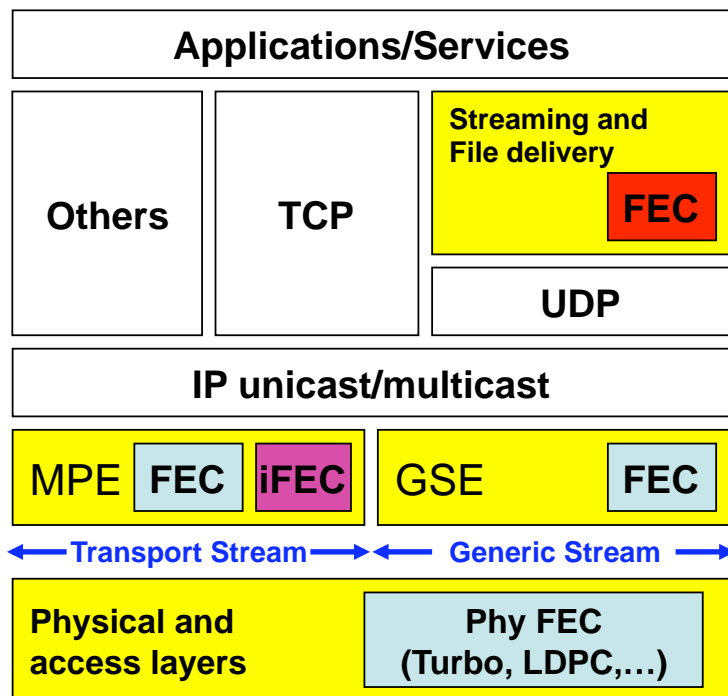 Applications/Services
Others
TCP
Streaming and
File delivery
FEC
UDP
IP unicast/multicast
MPE
FEC
iFEC
GSE
FEC
Transport Stream
Generic Stream
Physical and
access layers
Phy FEC
(Turbo, LDPC,…)